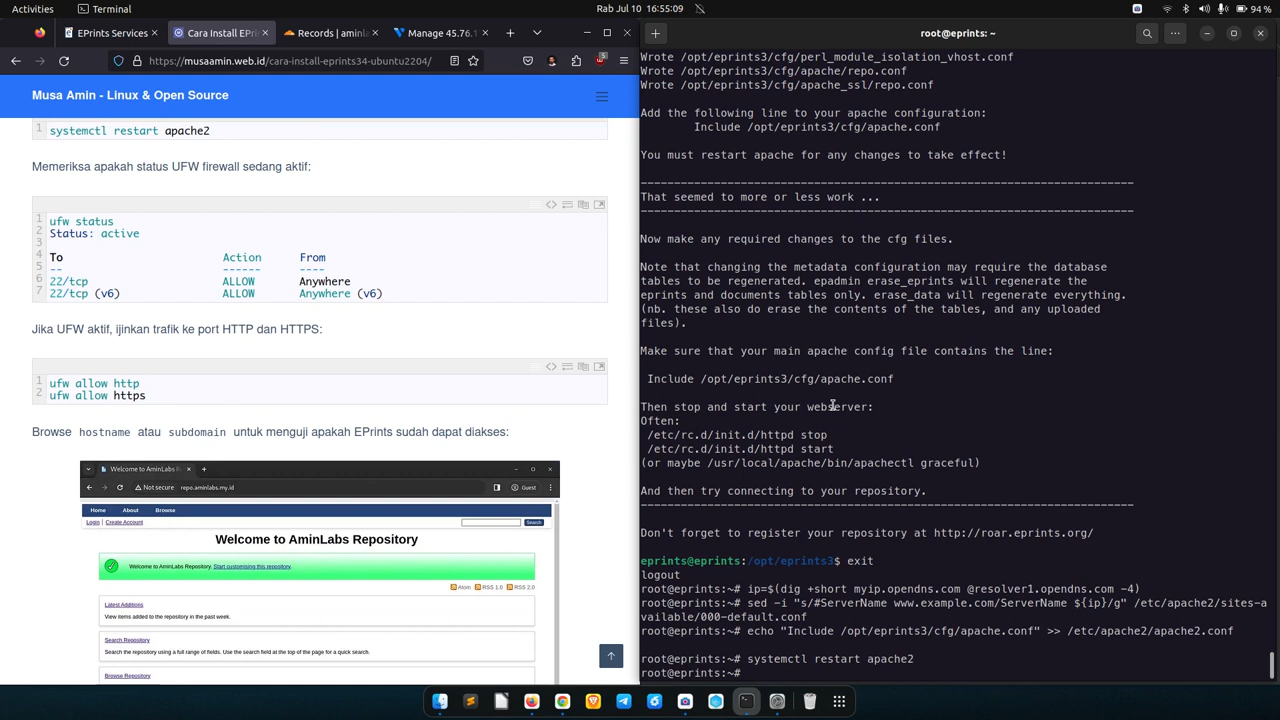 Activities
Terminal
Rab Jul 10 16:55:09
94 %
EPrints Services
Cara Install EPri
Records | aminla
Manage 45.76.1
https://musaamin.web.id/cara-install-eprints34-ubuntu2204/
5
Musa Amin - Linux & Open Source
1 systemctl restart apache2
Memeriksa apakah status UFW firewall sedang aktif:
1 ufw status
2 Status: active
3
4 To Action From
5 -- ------ ----
6 22/tcp ALLOW Anywhere
7 22/tcp (v6) ALLOW Anywhere (v6)
Jika UFW aktif, ijinkan trafik ke port HTTP dan HTTPS:
1 ufw allow http
2 ufw allow https
Browse hostname atau subdomain untuk menguji apakah EPrints sudah dapat diakses:
Welcome to AminLabs R
Not secure
repo.aminlabs.my.id
Guest
Home About Browse
Login | Create Account
Search
Welcome to AminLabs Repository
Welcome to AminLabs Repository. Start customising this repository.
Atom RSS 1.0 RSS 2.0
Latest Additions
View items added to the repository in the past week.
Search Repository
Search the repository using a full range of fields. Use the search field at the top of the page for a quick search.
Browse Repository
root@eprints: ~
Wrote /opt/eprints3/cfg/perl_module_isolation_vhost.conf
Wrote /opt/eprints3/cfg/apache/repo.conf
Wrote /opt/eprints3/cfg/apache_ssl/repo.conf
Add the following line to your apache configuration:
Include /opt/eprints3/cfg/apache.conf
You must restart apache for any changes to take effect!
----------------------------------------------------------------------
That seemed to more or less work ...
----------------------------------------------------------------------
Now make any required changes to the cfg files.
Note that changing the metadata configuration may require the database
tables to be regenerated. epadmin erase_eprints will regenerate the
eprints and documents tables only. erase_data will regenerate everything.
(nb. these also do erase the contents of the tables, and any uploaded
files).
Make sure that your main apache config file contains the line:
Include /opt/eprints3/cfg/apache.conf
Then stop and start your webserver:
Often:
/etc/rc.d/init.d/httpd stop
/etc/rc.d/init.d/httpd start
(or maybe /usr/local/apache/bin/apachectl graceful)
And then try connecting to your repository.
----------------------------------------------------------------------
Don't forget to register your repository at http://roar.eprints.org/
eprints@eprints:/opt/eprints3$ exit
logout
root@eprints:~# ip=$(dig +short myip.opendns.com @resolver1.opendns.com -4)
root@eprints:~# sed -i "s/#ServerName www.example.com/ServerName ${ip}/g" /etc/apache2/sites-a
vailable/000-default.conf
root@eprints:~# echo "Include /opt/eprints3/cfg/apache.conf" >> /etc/apache2/apache2.conf
root@eprints:~# systemctl restart apache2
root@eprints:~#